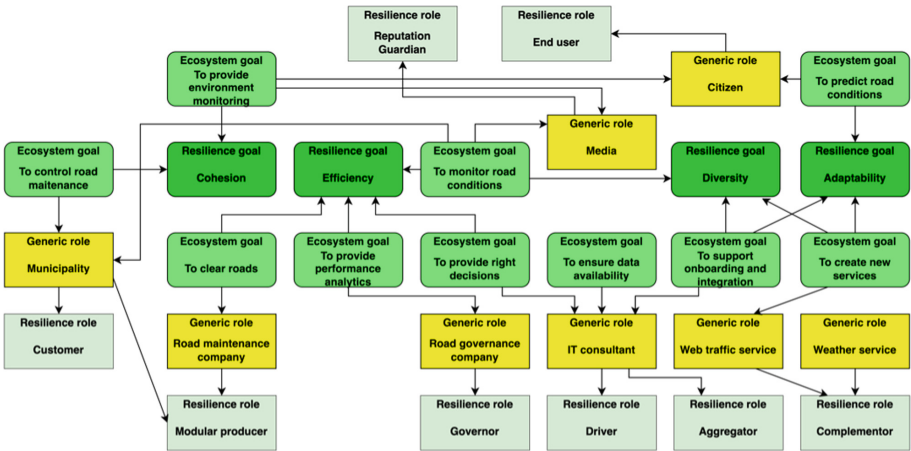 Resilience role
Reputation
Guardian
Resilience role
End user
Ecosystem goal
To provide
environment
monitoring
Generic role
Citizen
Ecosystem goal
To predict road
conditions
Generic role
Media
Ecosystem goal
To control road
maitenance
Resilience goal
Cohesion
Resilience goal
Efficiency
Ecosystem goal
To monitor road
conditions
Resilience goal
Diversity
Resilience goal
Adaptability
Generic role
Municipality
Ecosystem goal
To clear roads
Ecosystem goal
To provide
performance
analytics
Ecosystem goal
To provide right
decisions
Ecosystem goal
To ensure data
availability
Ecosystem goal
To support
onboarding and
integration
Ecosystem goal
To create new
services
Resilience role
Customer
Generic role
Road maintenance
company
Generic role
Road governance
company
Generic role
IT consultant
Generic role
Web traffic service
Generic role
Weather service
Resilience role
Modular producer
Resilience role
Governor
Resilience role
Driver
Resilience role
Aggregator
Resilience role
Complementor